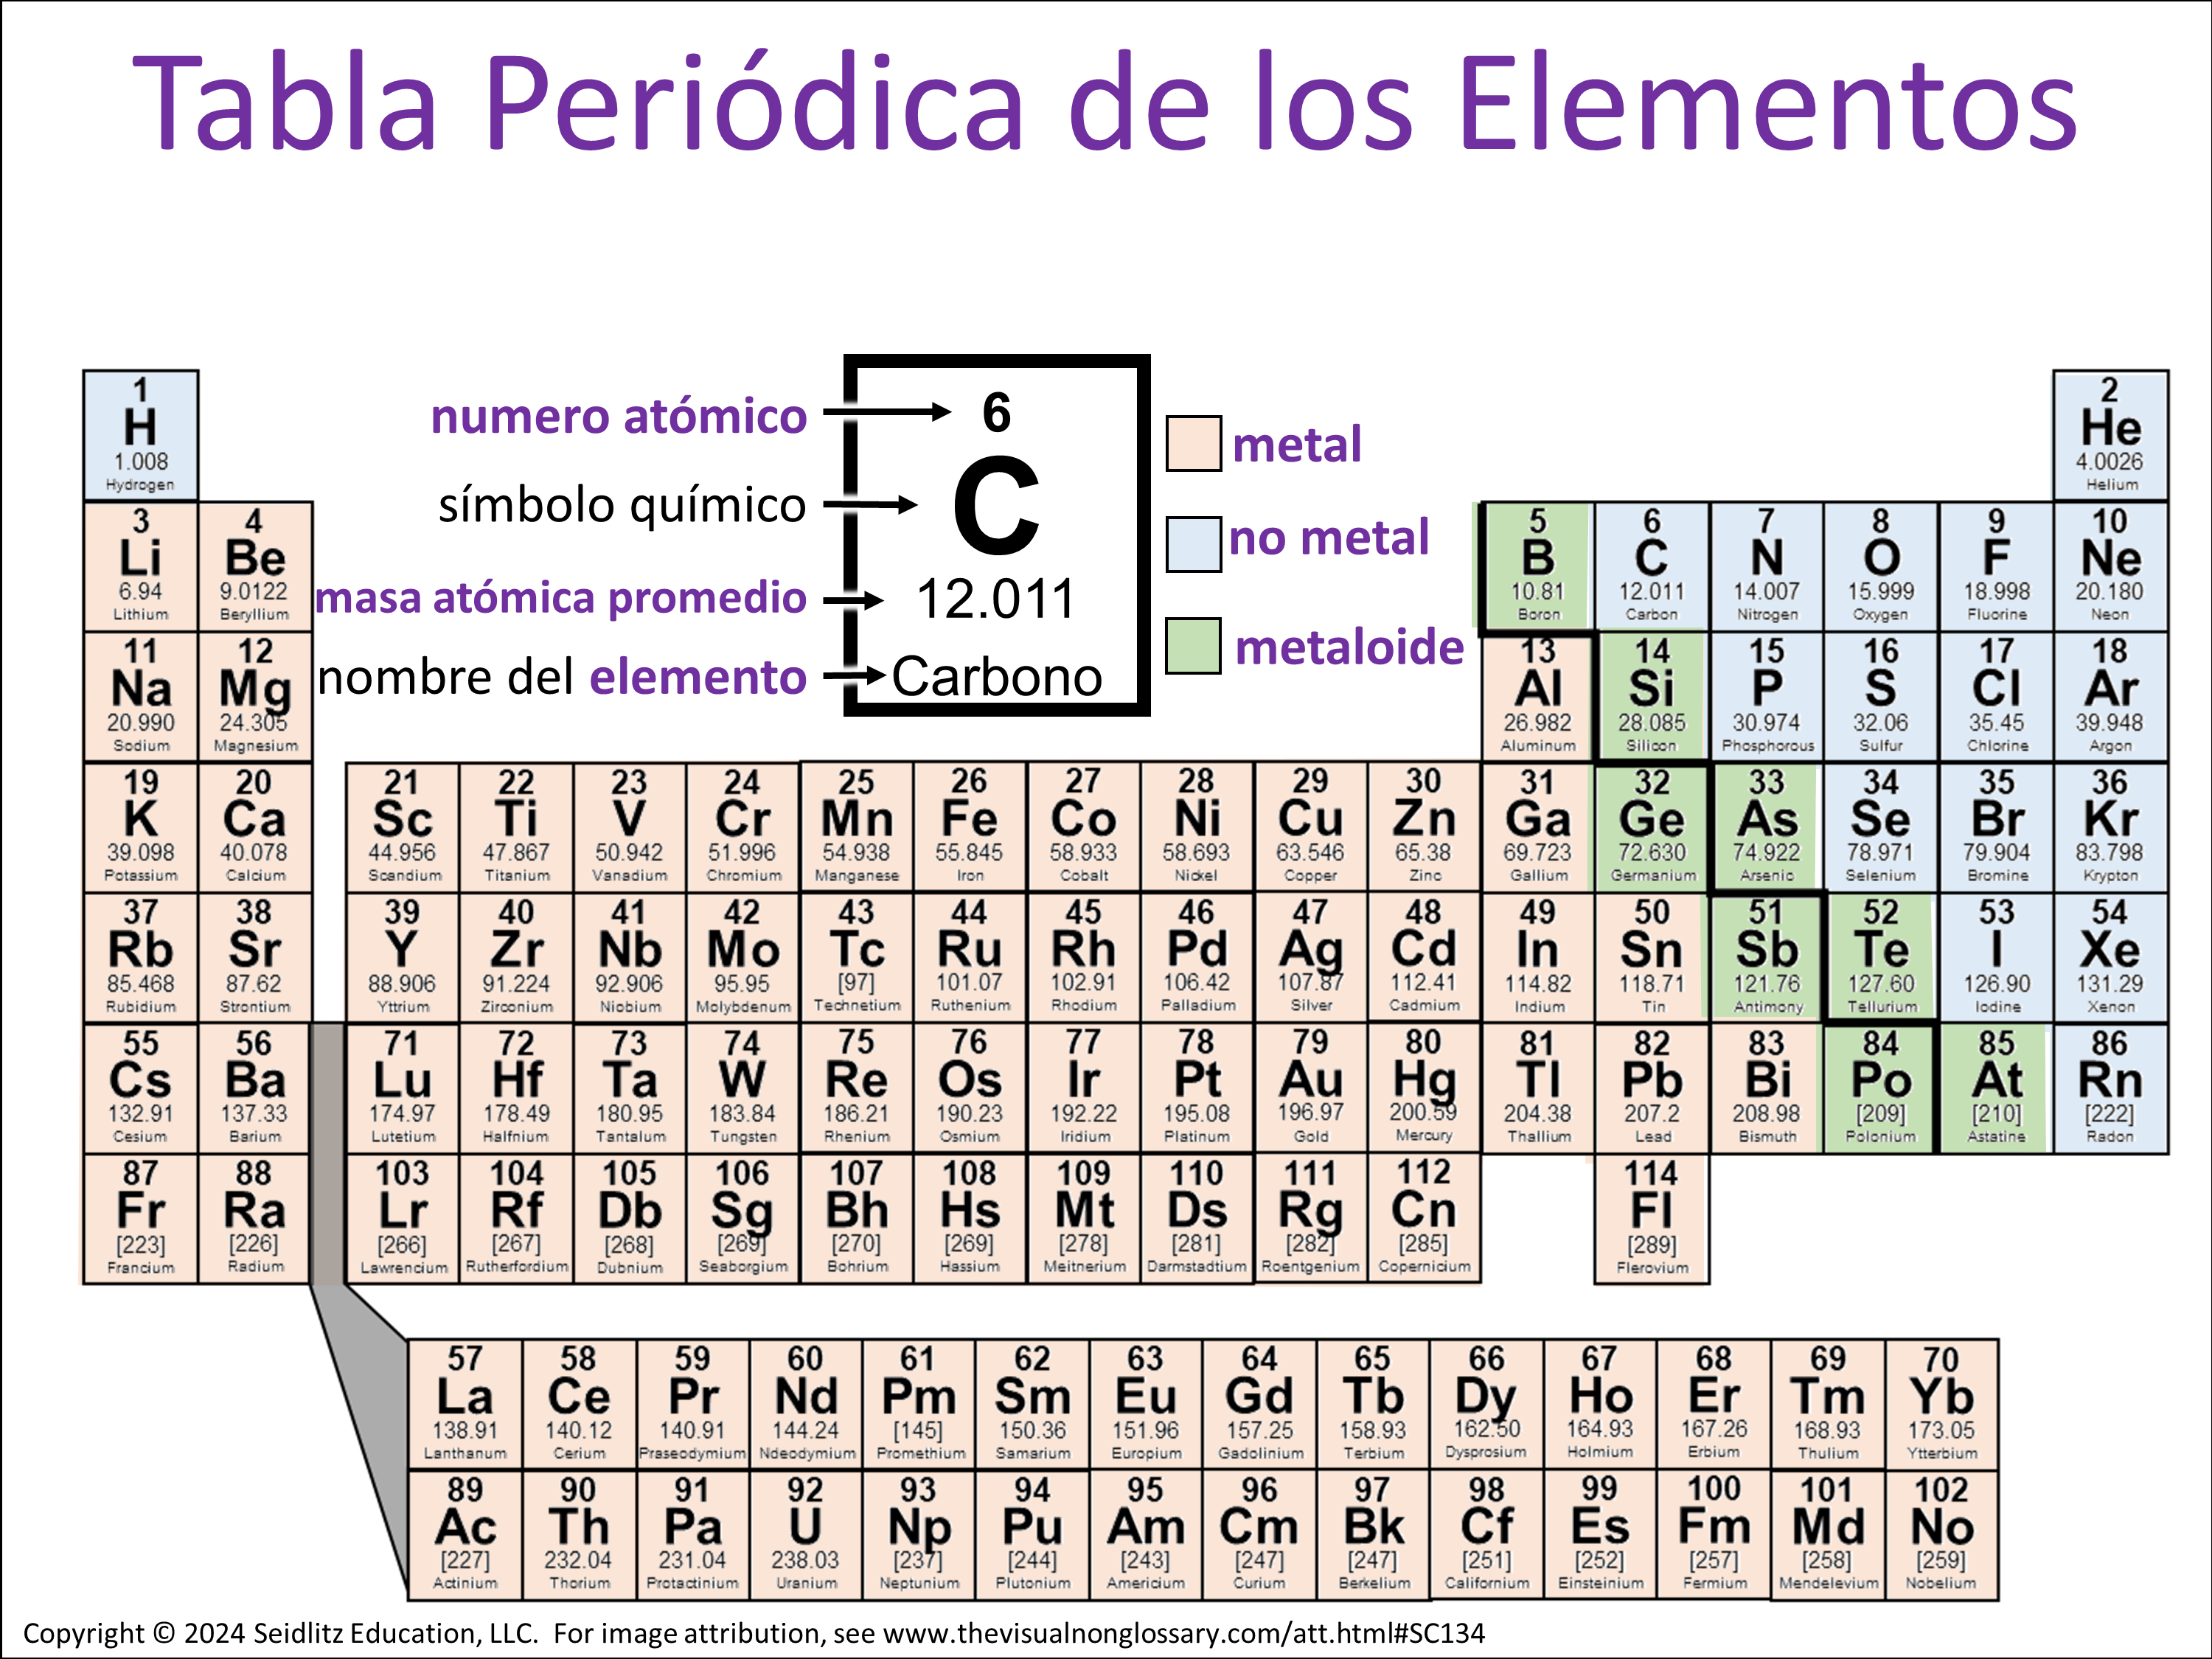 Tabla Periódica de los Elementos
numero atómico
6
símbolo químico
C
masa atómica promedio
12.011
nombre del elemento
Carbono
metal
no metal
metaloide
1 2
H He
1.008 4.0026
Hydrogen Helium
3 4 5 6 7 8 9 10
Li Be B C N O F Ne
6.94 9.0122 10.81 12.011 14.007 15.999 18.998 20.180
Lithium Beryllium Boron Carbon Nitrogen Oxygen Fluorine Neon
11 12 13 14 15 16 17 18
Na Mg Al Si P S Cl Ar
20.990 24.305 26.982 28.085 30.974 32.06 35.45 39.948
Sodium Magnesium Aluminum Silicon Phosphorous Sulfur Chlorine Argon
19 20 21 22 23 24 25 26 27 28 29 30 31 32 33 34 35 36
K Ca Sc Ti V Cr Mn Fe Co Ni Cu Zn Ga Ge As Se Br Kr
39.098 40.078 44.956 47.867 50.942 51.996 54.938 55.845 58.933 58.693 63.546 65.38 69.723 72.630 74.922 78.971 79.904 83.798
Potassium Calcium Scandium Titanium Vanadium Chromium Manganese Iron Cobalt Nickel Copper Zinc Gallium Germanium Arsenic Selenium Bromine Krypton
37 38 39 40 41 42 43 44 45 46 47 48 49 50 51 52 53 54
Rb Sr Y Zr Nb Mo Tc Ru Rh Pd Ag Cd In Sn Sb Te I Xe
85.468 87.62 88.906 91.224 92.906 95.95 [97] 101.07 102.91 106.42 107.87 112.41 114.82 118.71 121.76 127.60 126.90 131.29
Rubidium Strontium Yttrium Zirconium Niobium Molybdenum Technetium Ruthenium Rhodium Palladium Silver Cadmium Indium Tin Antimony Tellurium Iodine Xenon
55 56 71 72 73 74 75 76 77 78 79 80 81 82 83 84 85 86
Cs Ba Lu Hf Ta W Re Os Ir Pt Au Hg Tl Pb Bi Po At Rn
132.91 137.33 174.97 178.49 180.95 183.84 186.21 190.23 192.22 195.08 196.97 200.59 204.38 207.2 208.98 [209] [210] [222]
Cesium Barium Lutetium Halfnium Tantalum Tungsten Rhenium Osmium Iridium Platinum Gold Mercury Thallium Lead Bismuth Polonium Astatine Radon
87 88 103 104 105 106 107 108 109 110 111 112 114
Fr Ra Lr Rf Db Sg Bh Hs Mt Ds Rg Cn Fl
[223] [226] [266] [267] [268] [269] [270] [269] [278] [281] [282] [285] [289]
Francium Radium Lawrencium Rutherfordium Dubnium Seaborgium Bohrium Hassium Meitnerium Darmstadtium Roentgenium Copernicium Flerovium
57 58 59 60 61 62 63 64 65 66 67 68 69 70
La Ce Pr Nd Pm Sm Eu Gd Tb Dy Ho Er Tm Yb
138.91 140.12 140.91 144.24 [145] 150.36 151.96 157.25 158.93 162.50 164.93 167.26 168.93 173.05
Lanthanum Cerium Praseodymium Ndeodymium Promethium Samarium Europium Gadolinium Terbium Dysprosium Holmium Erbium Thulium Ytterbium
89 90 91 92 93 94 95 96 97 98 99 100 101 102
Ac Th Pa U Np Pu Am Cm Bk Cf Es Fm Md No
[227] 232.04 231.04 238.03 [237] [244] [243] [247] [247] [251] [252] [257] [258] [259]
Actinium Thorium Protactinium Uranium Neptunium Plutonium Americium Curium Berkelium Californium Einsteinium Fermium Mendelevium Nobelium
Copyright © 2024 Seidlitz Education, LLC. For image attribution, see www.thevisualnonglossary.com/att.html#SC134